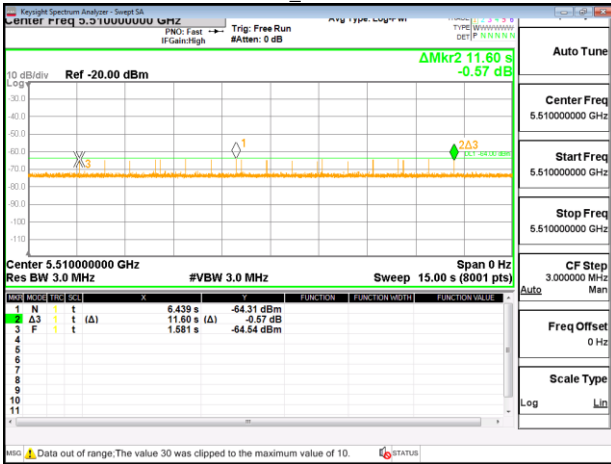 Keysight Spectrum Analyzer - Swept SA
Center Freq 5.510000000 GHz
PNO: Fast
IFGain:High
Trig: Free Run
#Atten: 0 dB
Avg Type: Log-Pwr
TYPE
DET P N N N N N
Auto Tune
ΔMkr2 11.60 s
-0.57 dB
10 dB/div
Log
Ref -20.00 dBm
-30.0
-40.0
-50.0
-60.0
-70.0
-80.0
-90.0
-100
-110
1
2Δ3
3
DL1 -64.00 dBm
Center Freq
5.510000000 GHz
Start Freq
5.510000000 GHz
Stop Freq
5.510000000 GHz
CF Step
3.000000 MHz
Auto Man
Freq Offset
0 Hz
Scale Type
Log Lin
Center 5.510000000 GHz
Span 0 Hz
Res BW 3.0 MHz
#VBW 3.0 MHz
Sweep 15.00 s (8001 pts)
MKR MODE TRC SCL X Y FUNCTION FUNCTION WIDTH FUNCTION VALUE
1 N 1 t 6.439 s -64.31 dBm
2 Δ3 1 t (Δ) 11.60 s (Δ) -0.57 dB
3 F 1 t 1.581 s -64.54 dBm
4
5
6
7
8
9
10
11
MSG Data out of range;The value 30 was clipped to the maximum value of 10.
STATUS